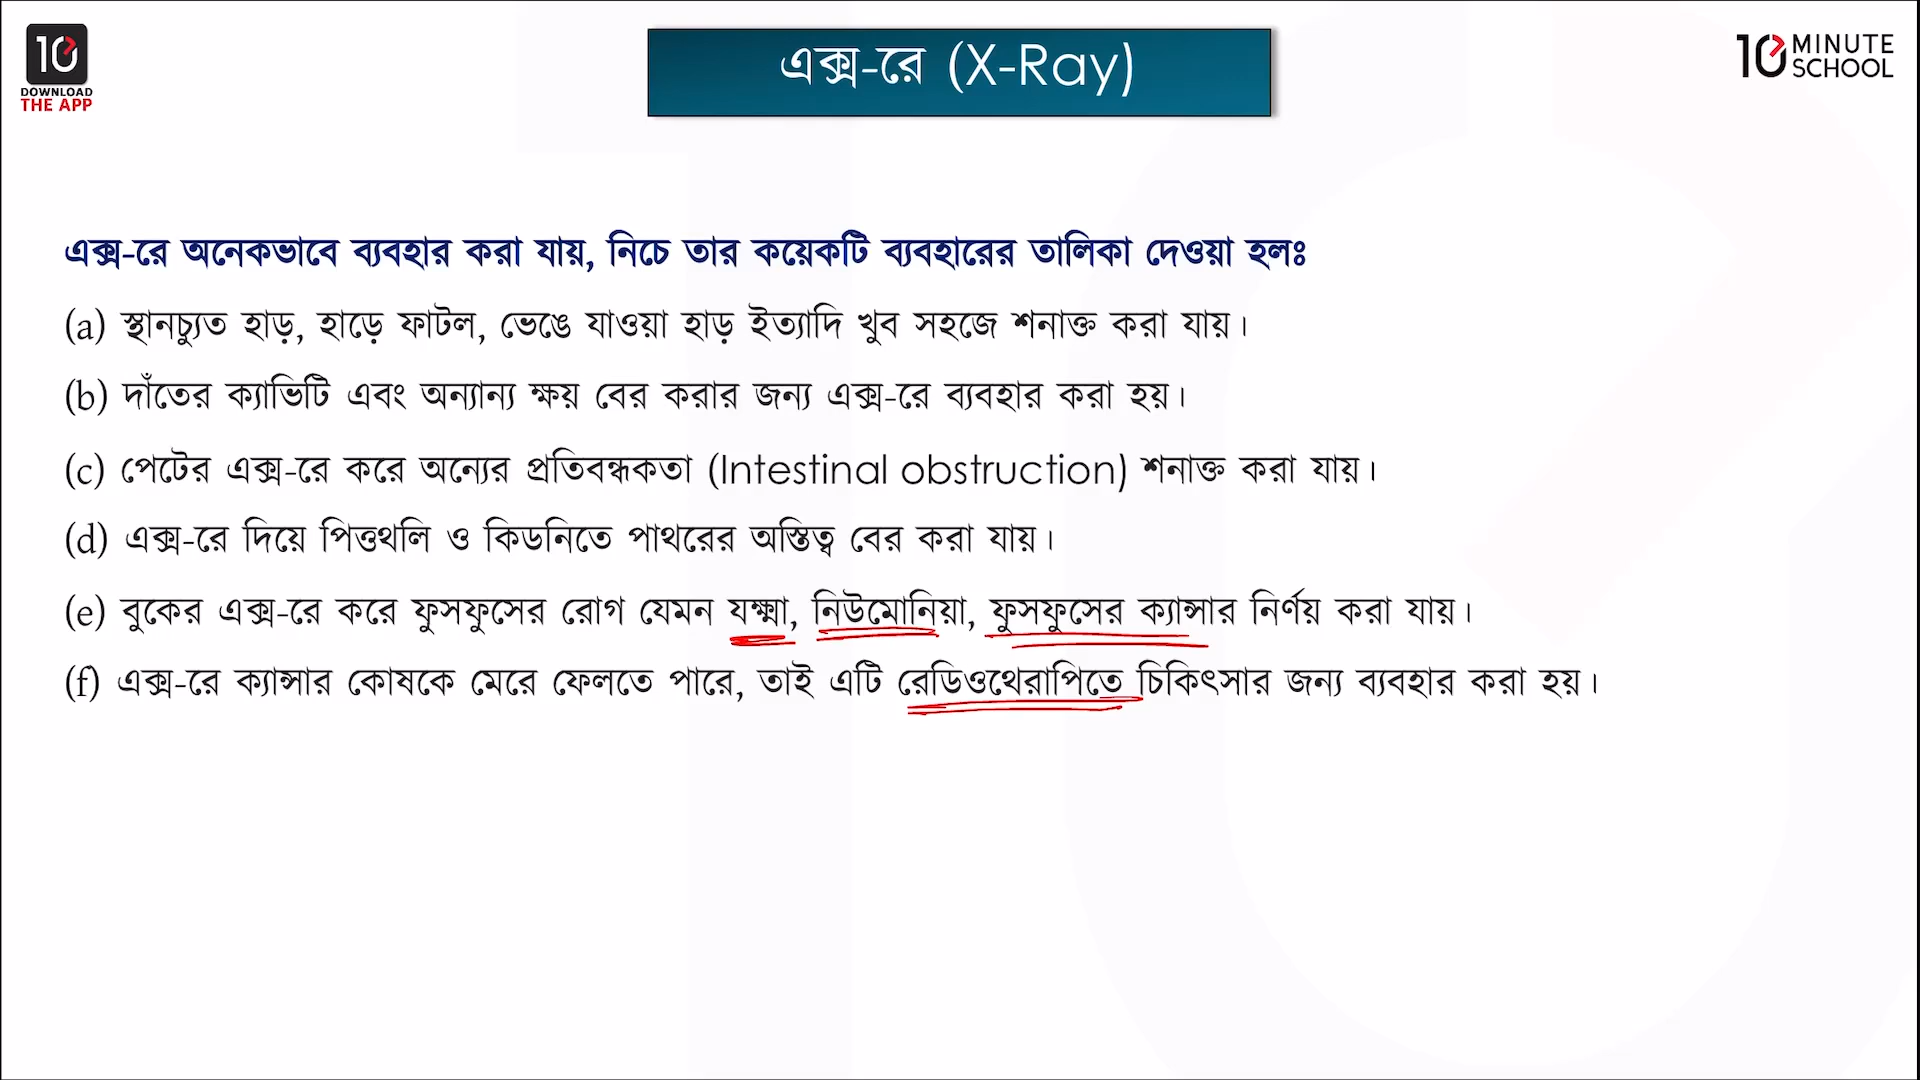 10
DOWNLOAD
THE APP
এক্স-রে (X-Ray)
10 MINUTE
SCHOOL
এক্স-রে অনেকভাবে ব্যবহার করা যায়, নিচে তার কয়েকটি ব্যবহারের তালিকা দেওয়া হলঃ
(a) স্থানচ্যুত হাড়, হাড়ে ফাটল, ভেঙে যাওয়া হাড় ইত্যাদি খুব সহজে শনাক্ত করা যায়।
(b) দাঁতের ক্যাভিটি এবং অন্যান্য ক্ষয় বের করার জন্য এক্স-রে ব্যবহার করা হয়।
(c) পেটের এক্স-রে করে অন্যের প্রতিবন্ধকতা (Intestinal obstruction) শনাক্ত করা যায়।
(d) এক্স-রে দিয়ে পিত্তথলি ও কিডনিতে পাথরের অস্তিত্ব বের করা যায়।
(e) বুকের এক্স-রে করে ফুসফুসের রোগ যেমন যক্ষ্মা, নিউমোনিয়া, ফুসফুসের ক্যান্সার নির্ণয় করা যায়।
(f) এক্স-রে ক্যান্সার কোষকে মেরে ফেলতে পারে, তাই এটি রেডিওথেরাপিতে চিকিৎসার জন্য ব্যবহার করা হয়।